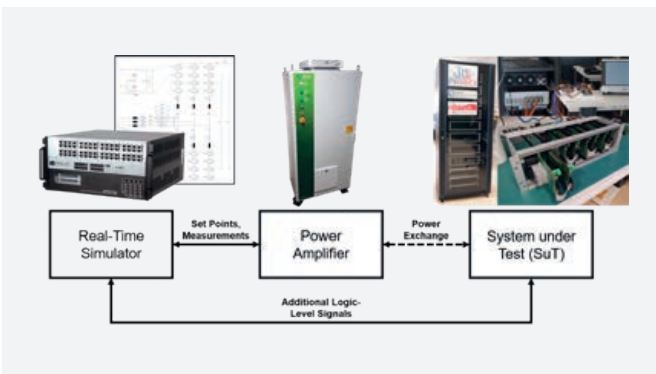 Real-Time
Simulator
Set Points,
Measurements
Power
Amplifier
Power
Exchange
System under
Test (SuT)
Additional Logic-
Level Signals